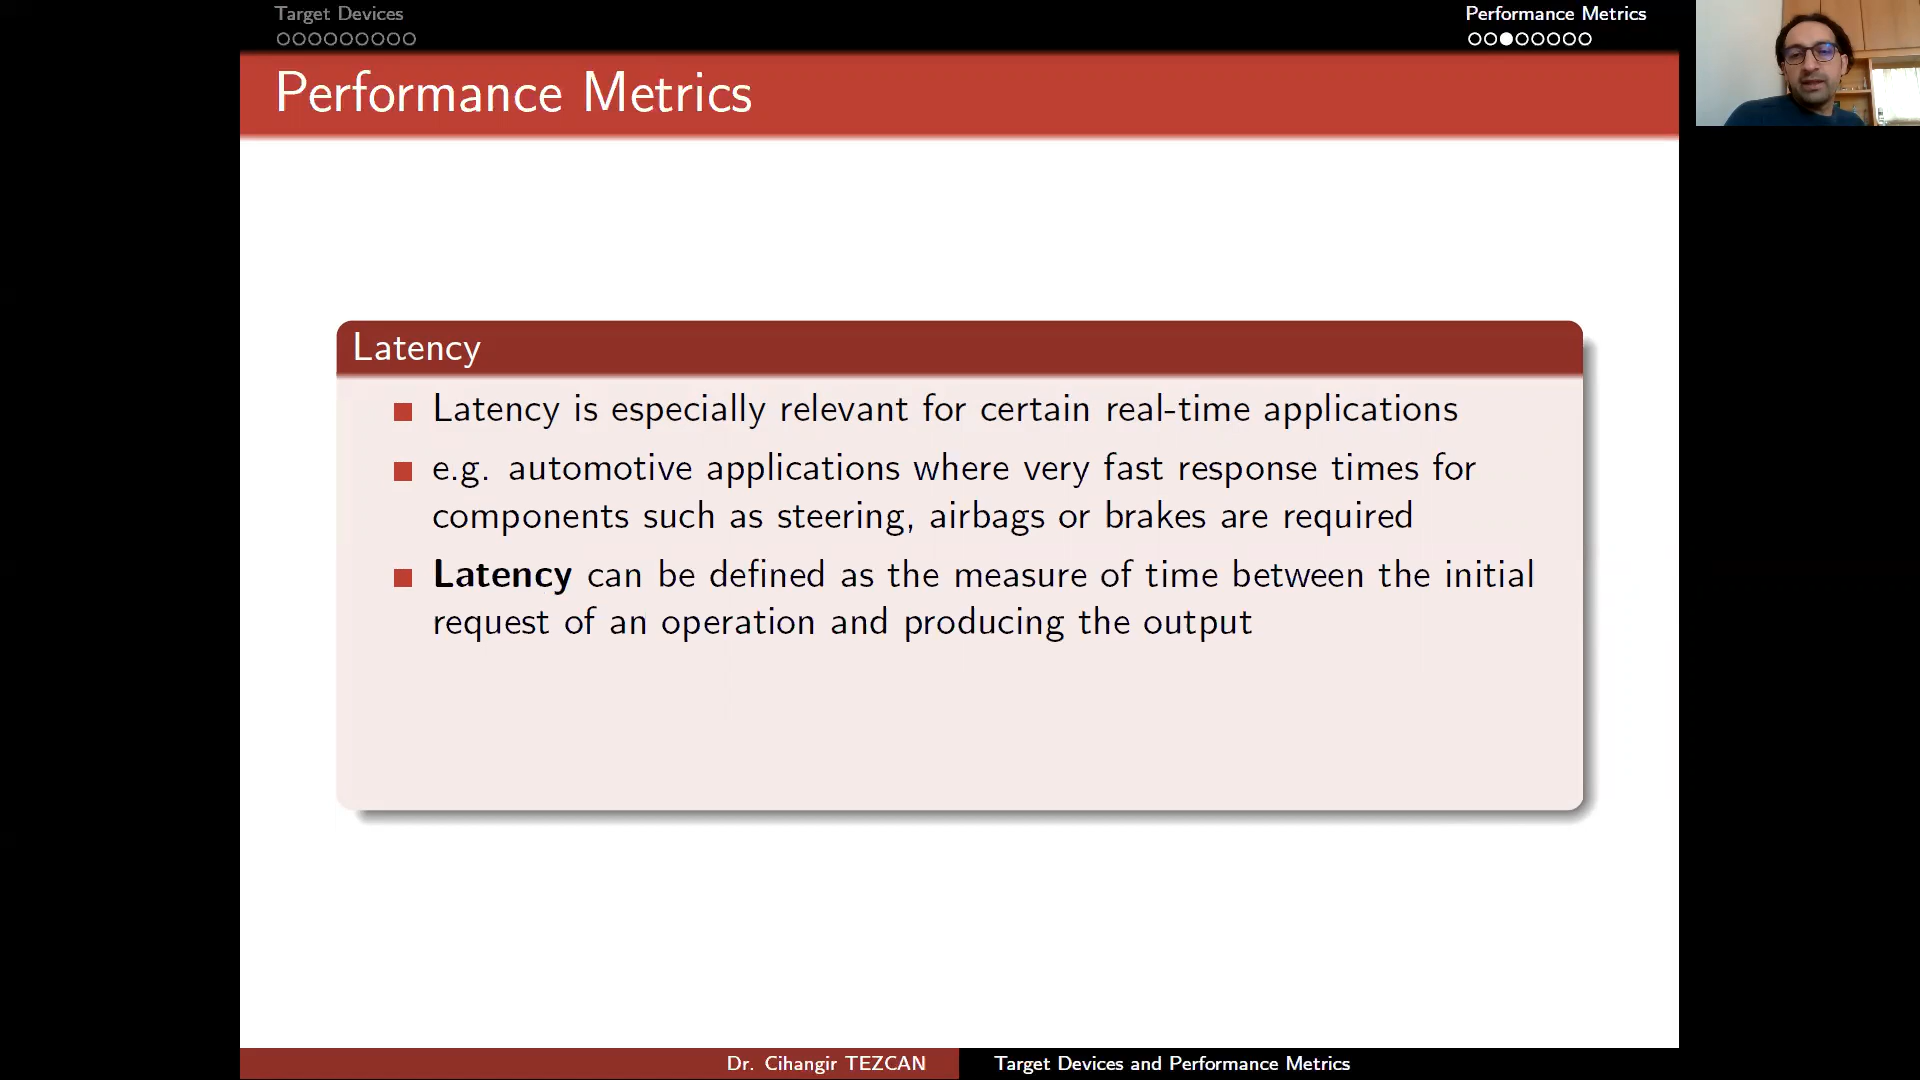 Target Devices
Performance Metrics
Performance Metrics
Latency
Latency is especially relevant for certain real-time applications
e.g. automotive applications where very fast response times for
components such as steering, airbags or brakes are required
Latency can be defined as the measure of time between the initial
request of an operation and producing the output
Dr. Cihangir TEZCAN
Target Devices and Performance Metrics